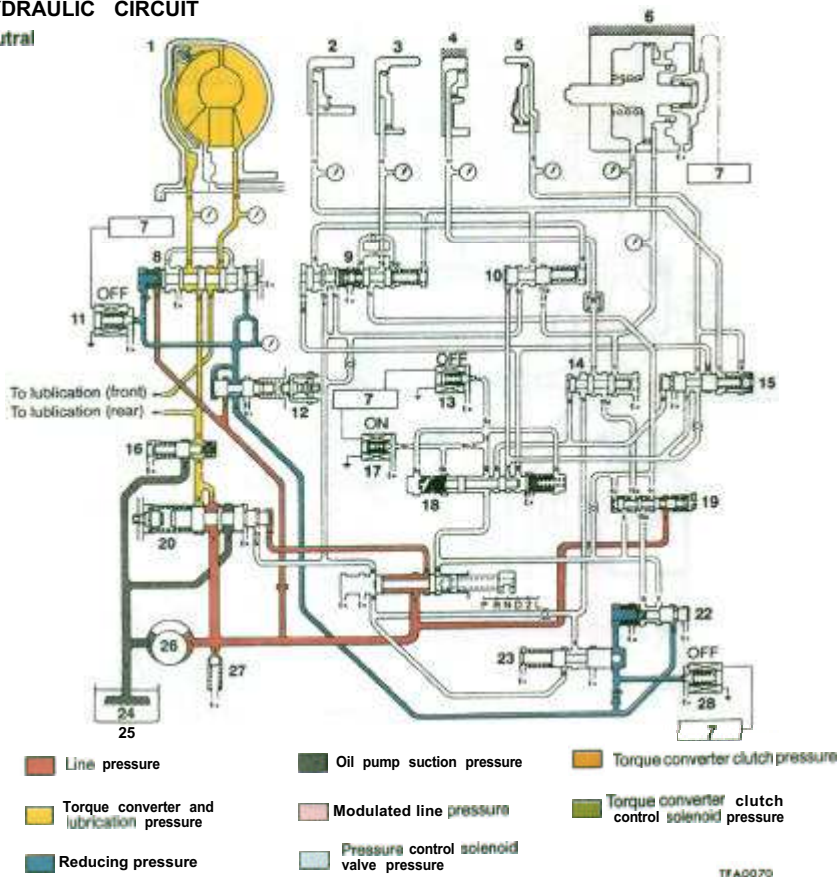 YDRAULIC CIRCUIT
utral
1
2
3
4
5
6
7
7
8
9
10
OFF
11
OFF
13
14
15
7
12
To lublication (front)
To lublication (rear)
ON
17
16
18
19
20
P R N D 2 L
22
26
27
23
OFF
28
24
25
7
Line pressure
Oil pump suction pressure
Torque converter clutch pressure
Torque converter and lubrication pressure
Modulated line pressure
Torque converter clutch control solenoid pressure
Reducing pressure
Pressure control solenoid valve pressure
TFA0070